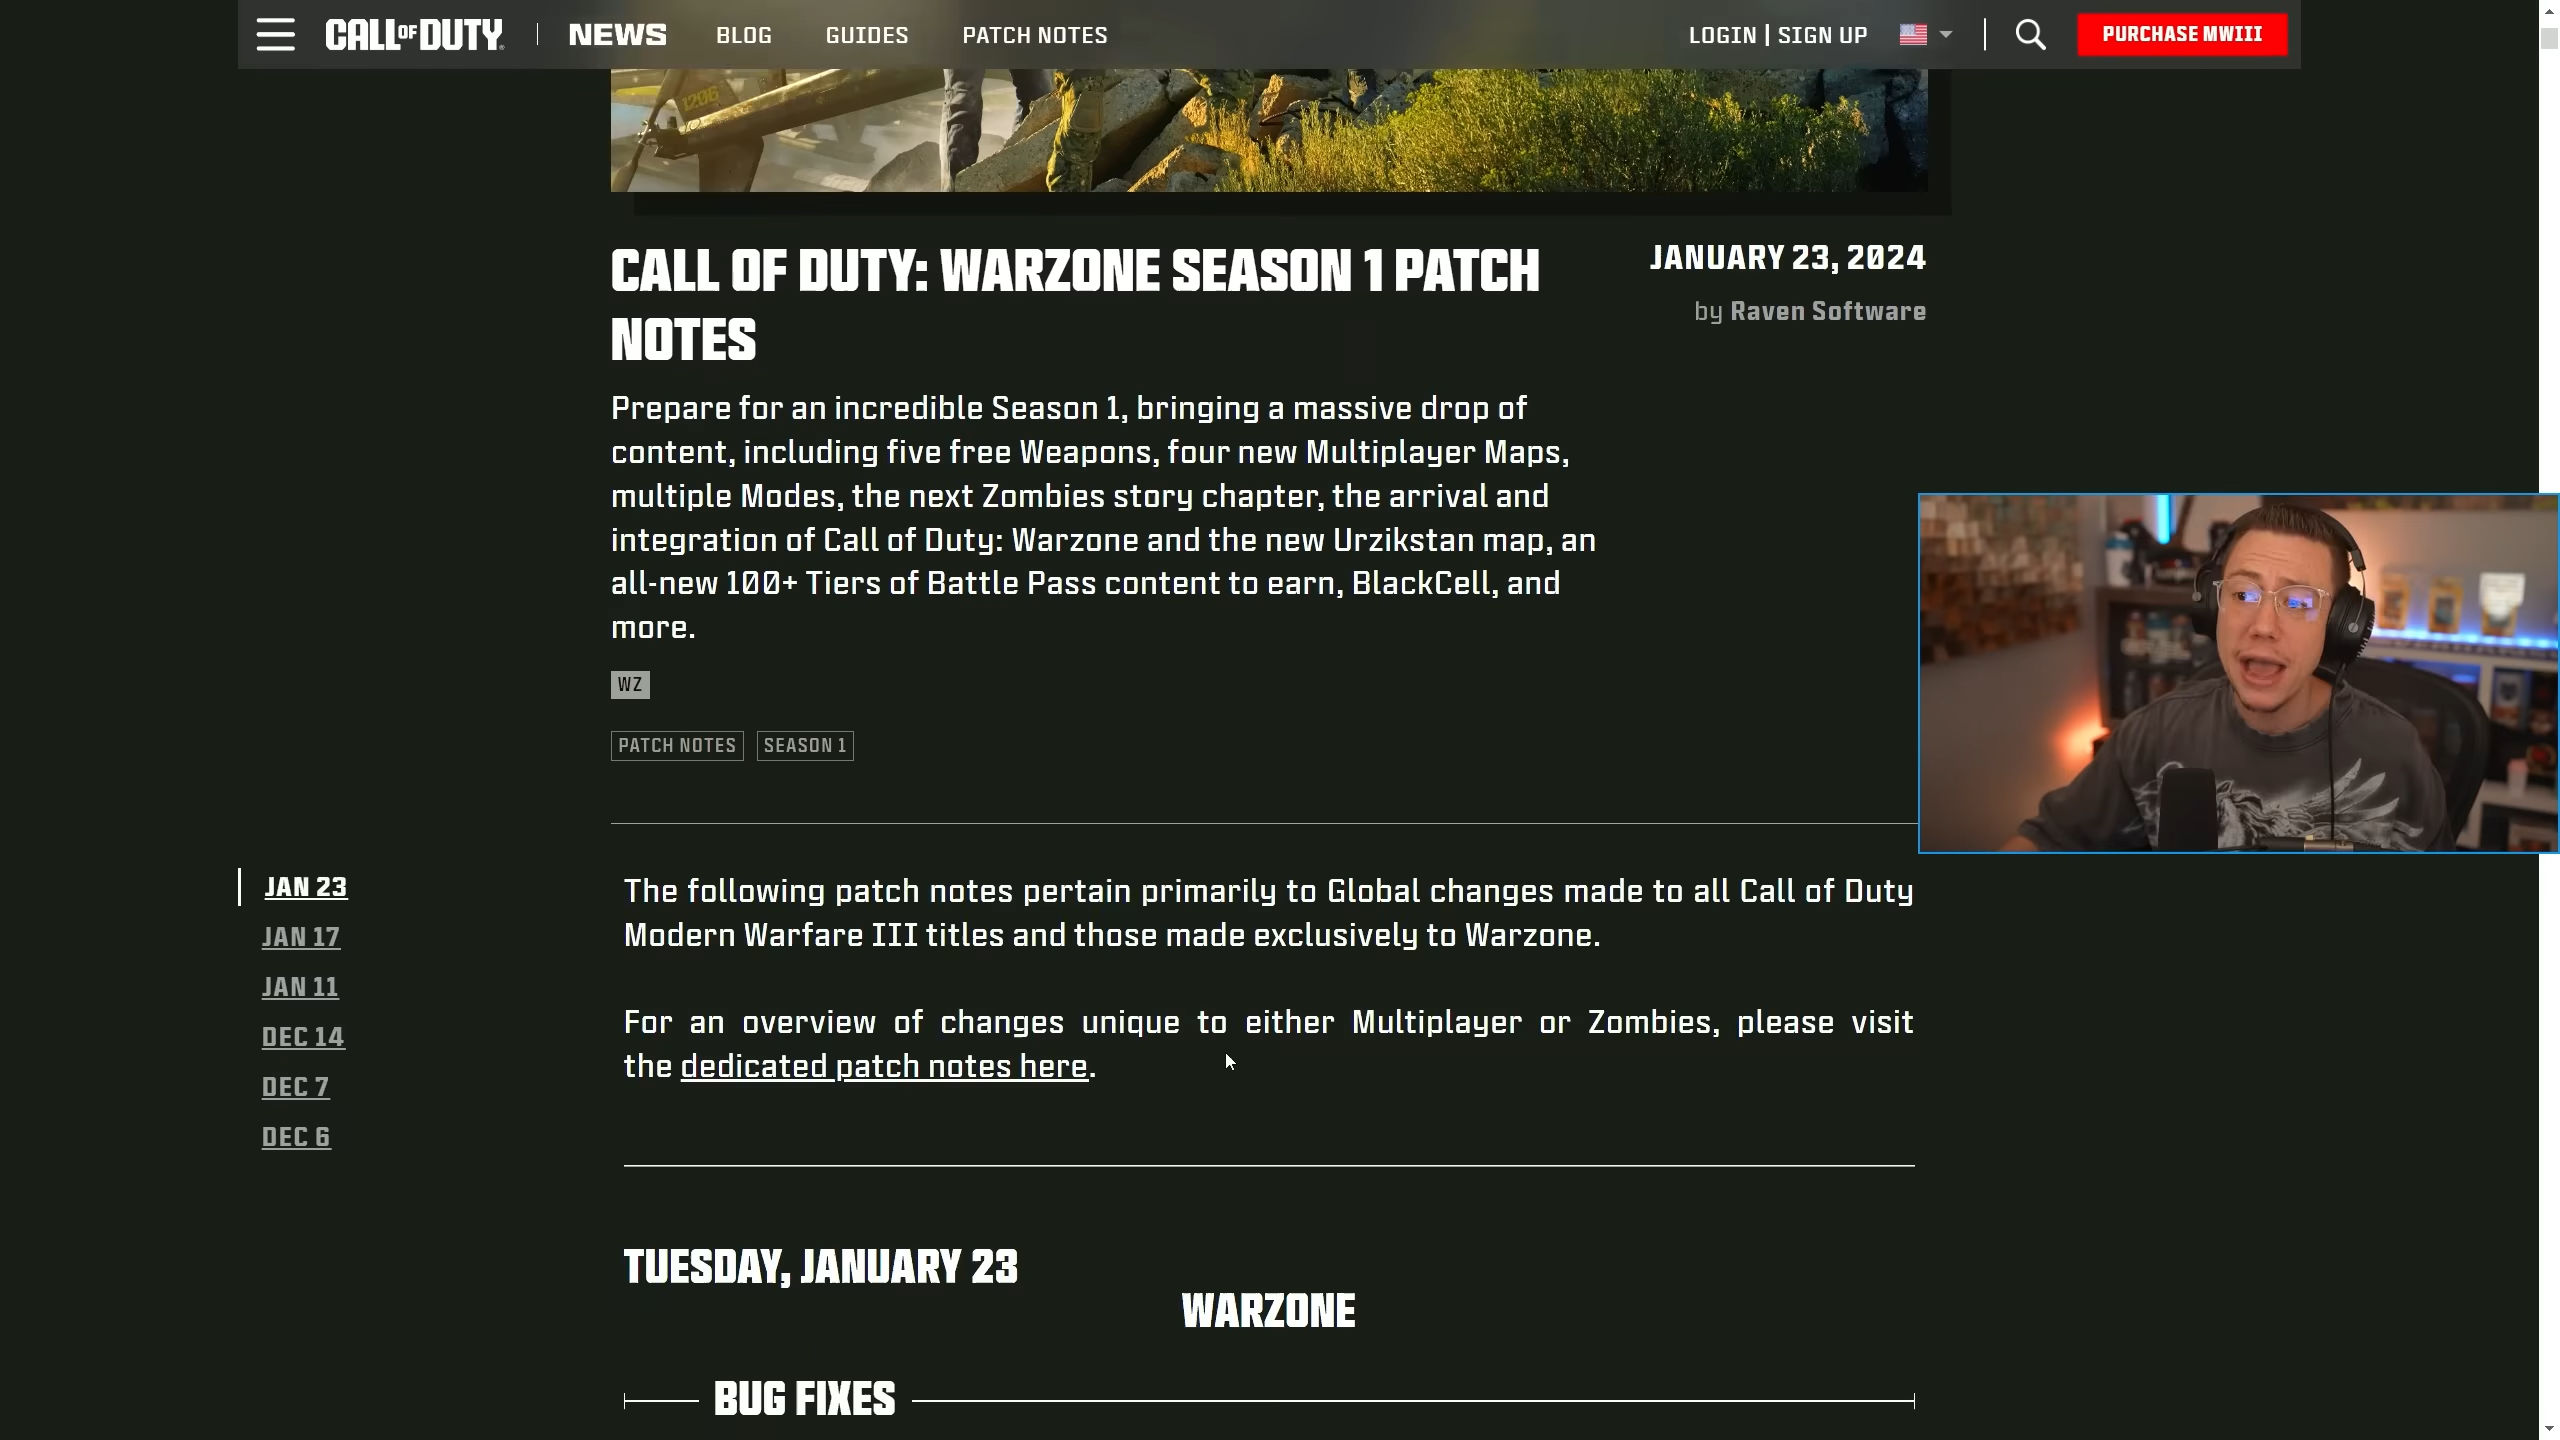 CALL OF DUTY
NEWS
BLOG
GUIDES
PATCH NOTES
LOGIN | SIGN UP
PURCHASE MWIII
1206
CALL OF DUTY: WARZONE SEASON 1 PATCH
NOTES
JANUARY 23, 2024
by Raven Software
Prepare for an incredible Season 1, bringing a massive drop of
content, including five free Weapons, four new Multiplayer Maps,
multiple Modes, the next Zombies story chapter, the arrival and
integration of Call of Duty: Warzone and the new Urzikstan map, an
all-new 100+ Tiers of Battle Pass content to earn, BlackCell, and
more.
WZ
PATCH NOTES
SEASON 1
JAN 23
JAN 17
JAN 11
DEC 14
DEC 7
DEC 6
The following patch notes pertain primarily to Global changes made to all Call of Duty
Modern Warfare III titles and those made exclusively to Warzone.
For an overview of changes unique to either Multiplayer or Zombies, please visit
the dedicated patch notes here.
TUESDAY, JANUARY 23
WARZONE
BUG FIXES